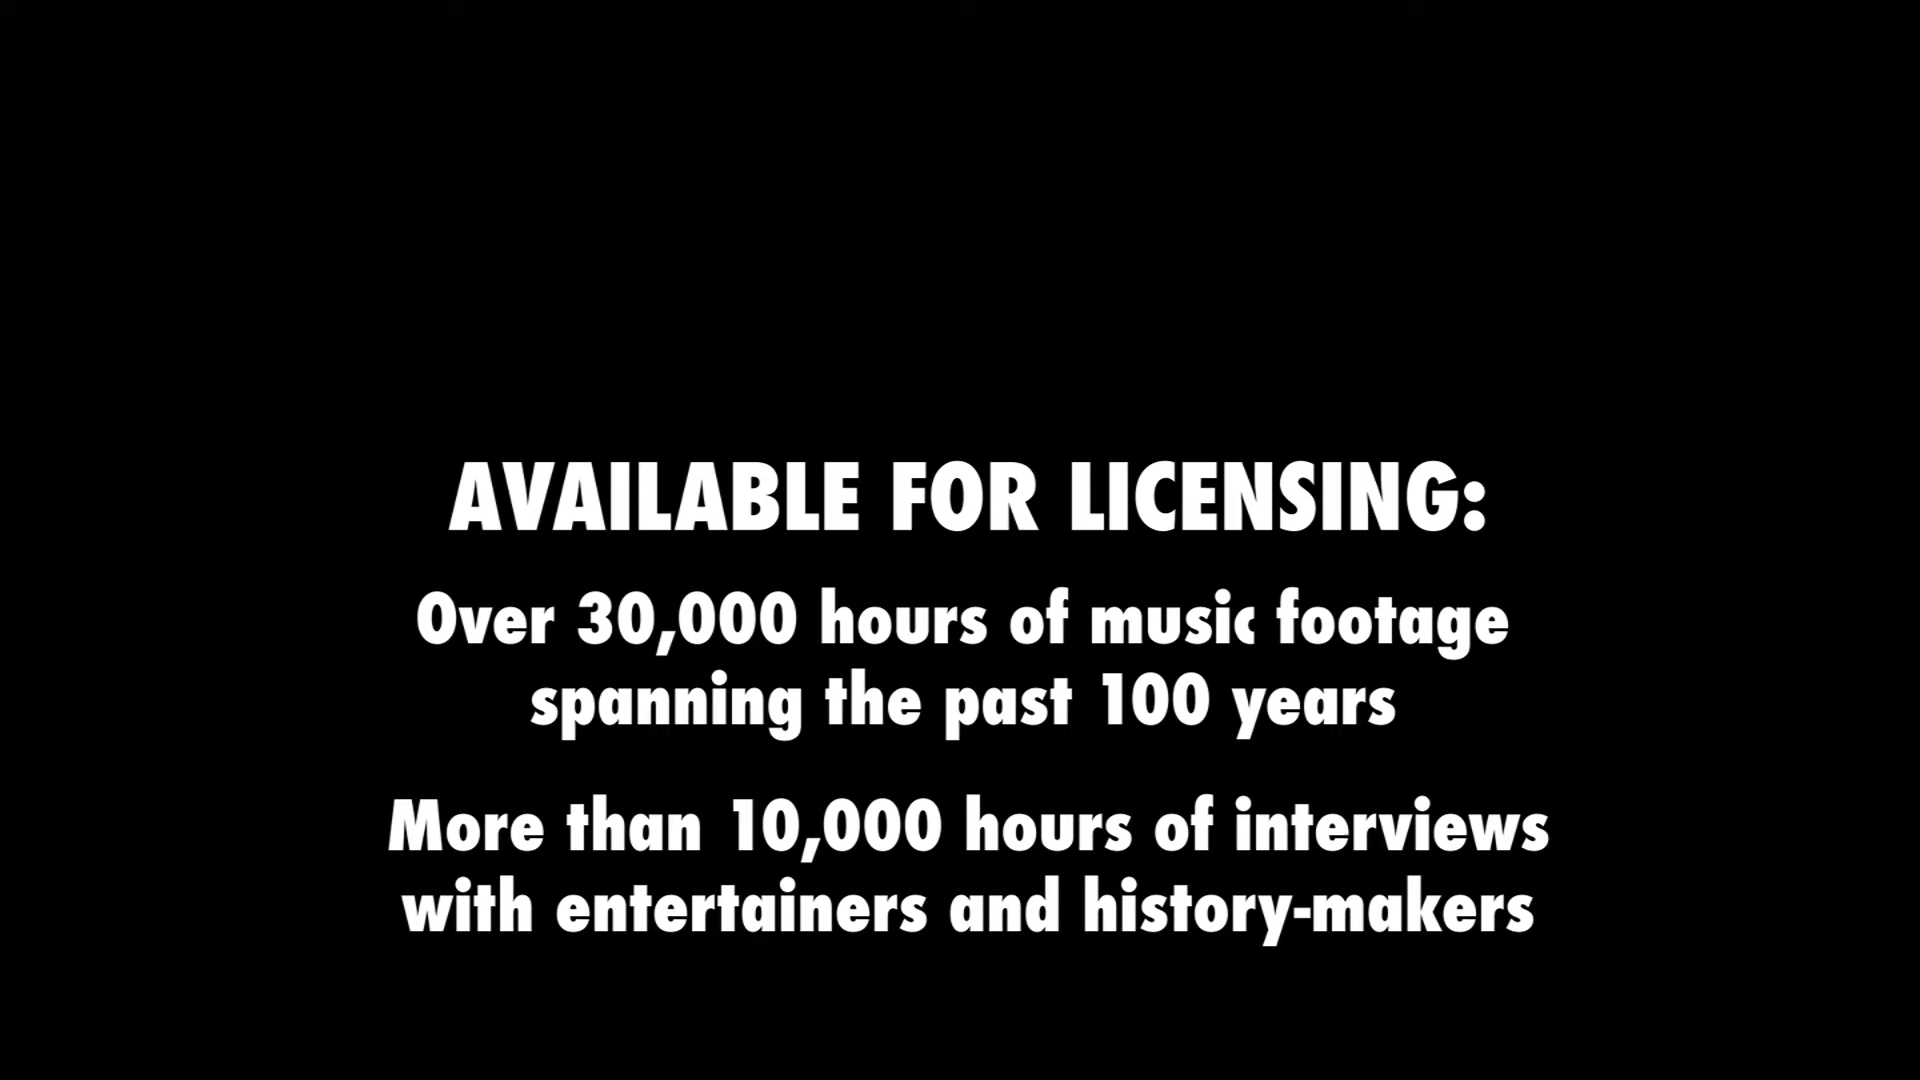 AVAILABLE FOR LICENSING:
Over 30,000 hours of music footage
spanning the past 100 years
More than 10,000 hours of interviews
with entertainers and history-makers